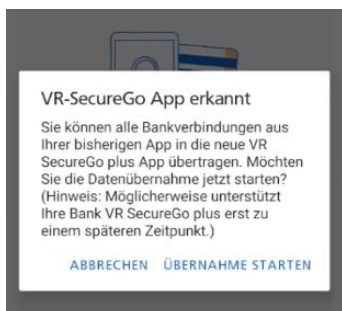 VR-SecureGo App erkannt
Sie können alle Bankverbindungen aus
Ihrer bisherigen App in die neue VR
SecureGo plus App übertragen. Möchten
Sie die Datenübernahme jetzt starten?
(Hinweis: Möglicherweise unterstützt
Ihre Bank VR SecureGo plus erst zu
einem späteren Zeitpunkt.)
ABBRECHEN ÜBERNAHME STARTEN